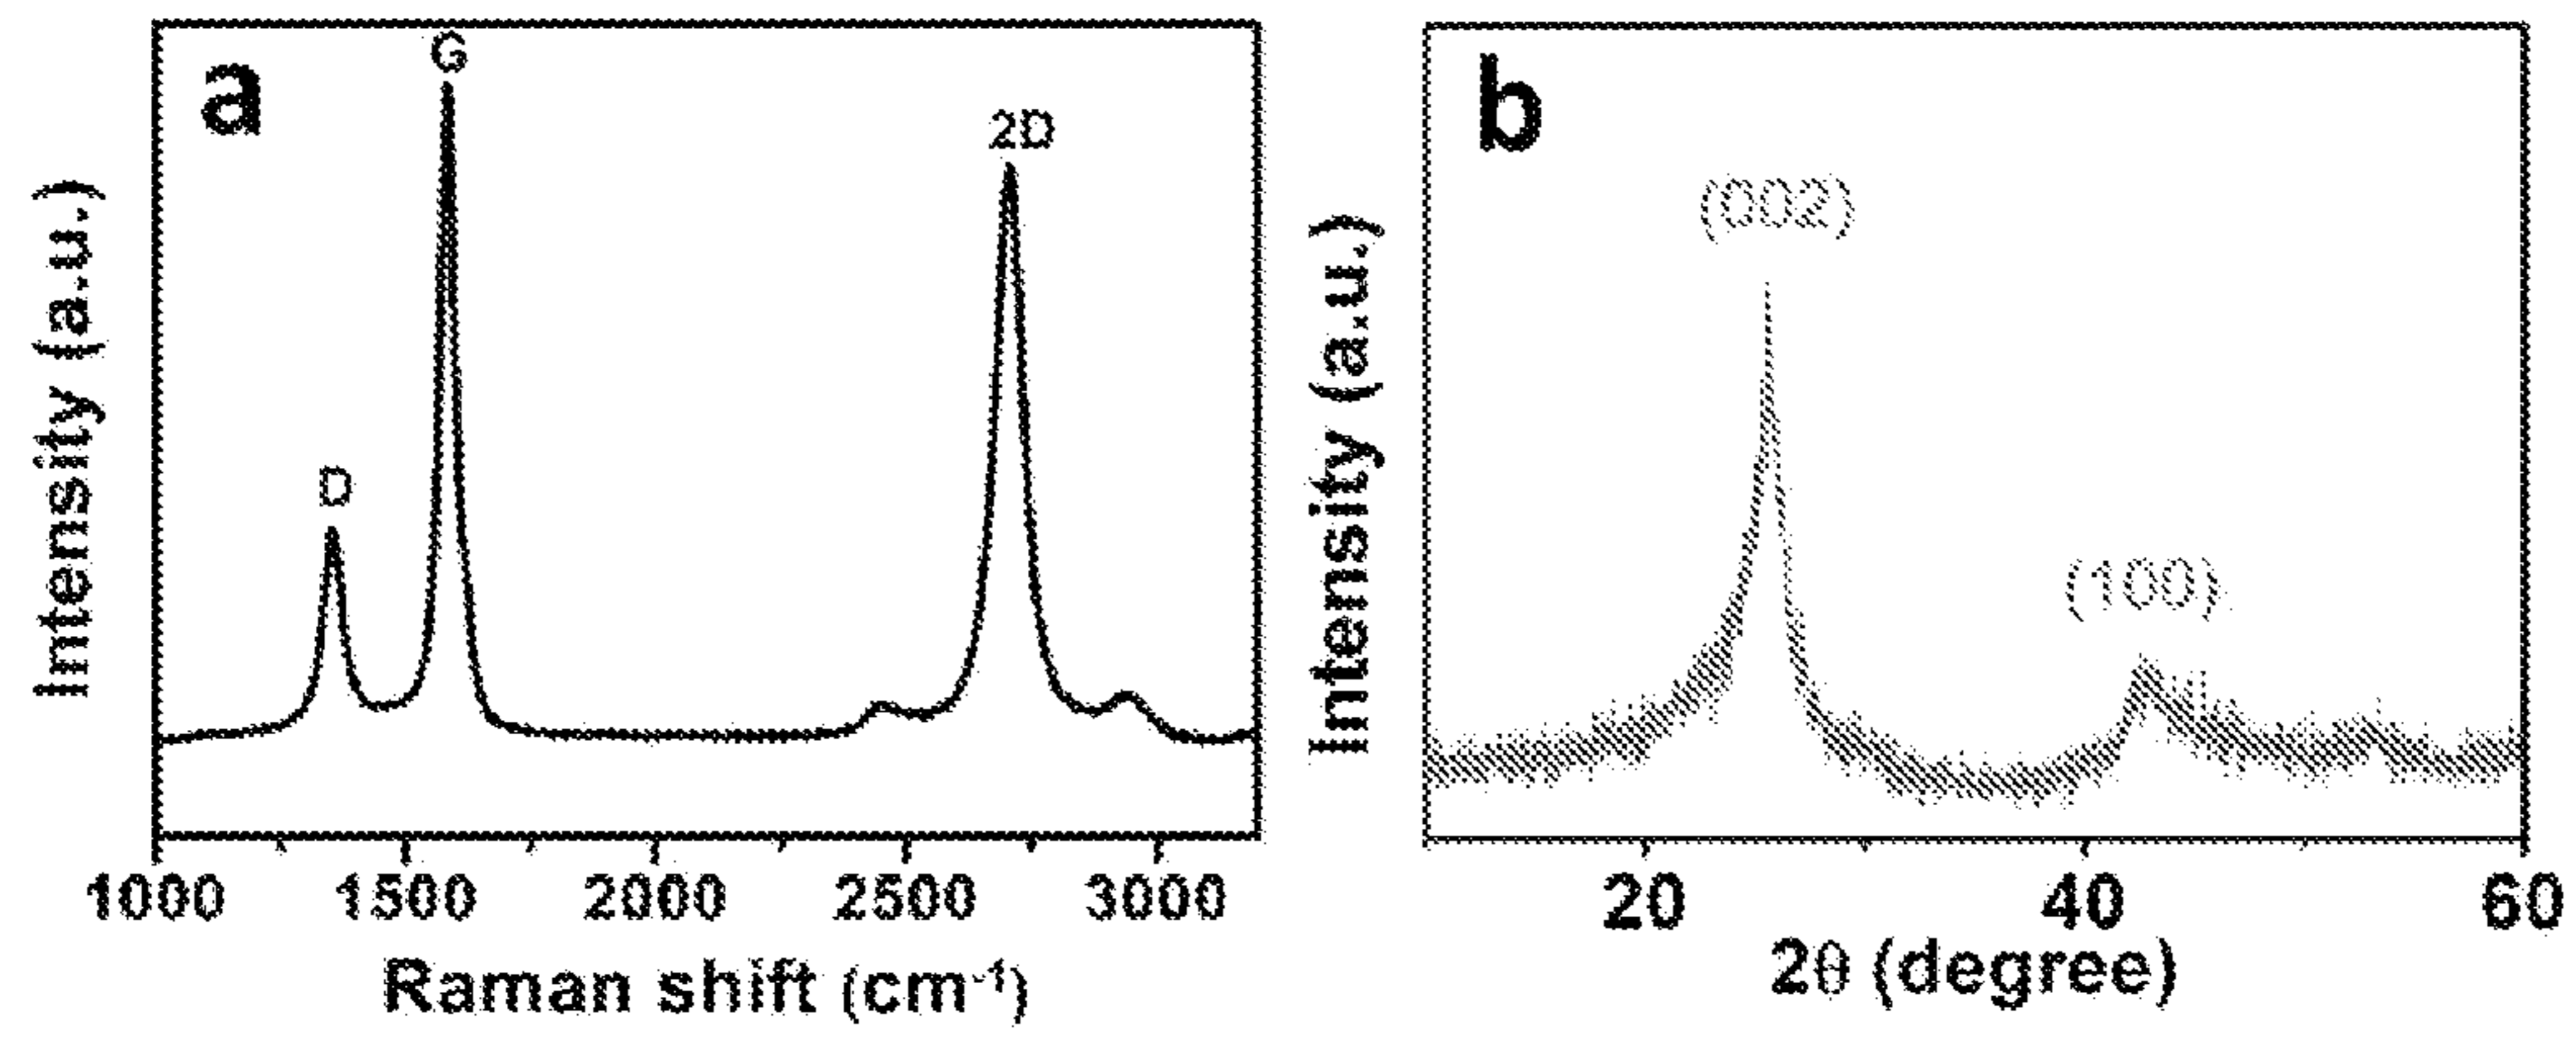 a
G
2D
D
Intensity (a.u.)
1000 1500 2000 2500 3000
Raman shift (cm⁻¹)
b
(002)
(100)
Intensity (a.u.)
20 40 60
2θ (degree)